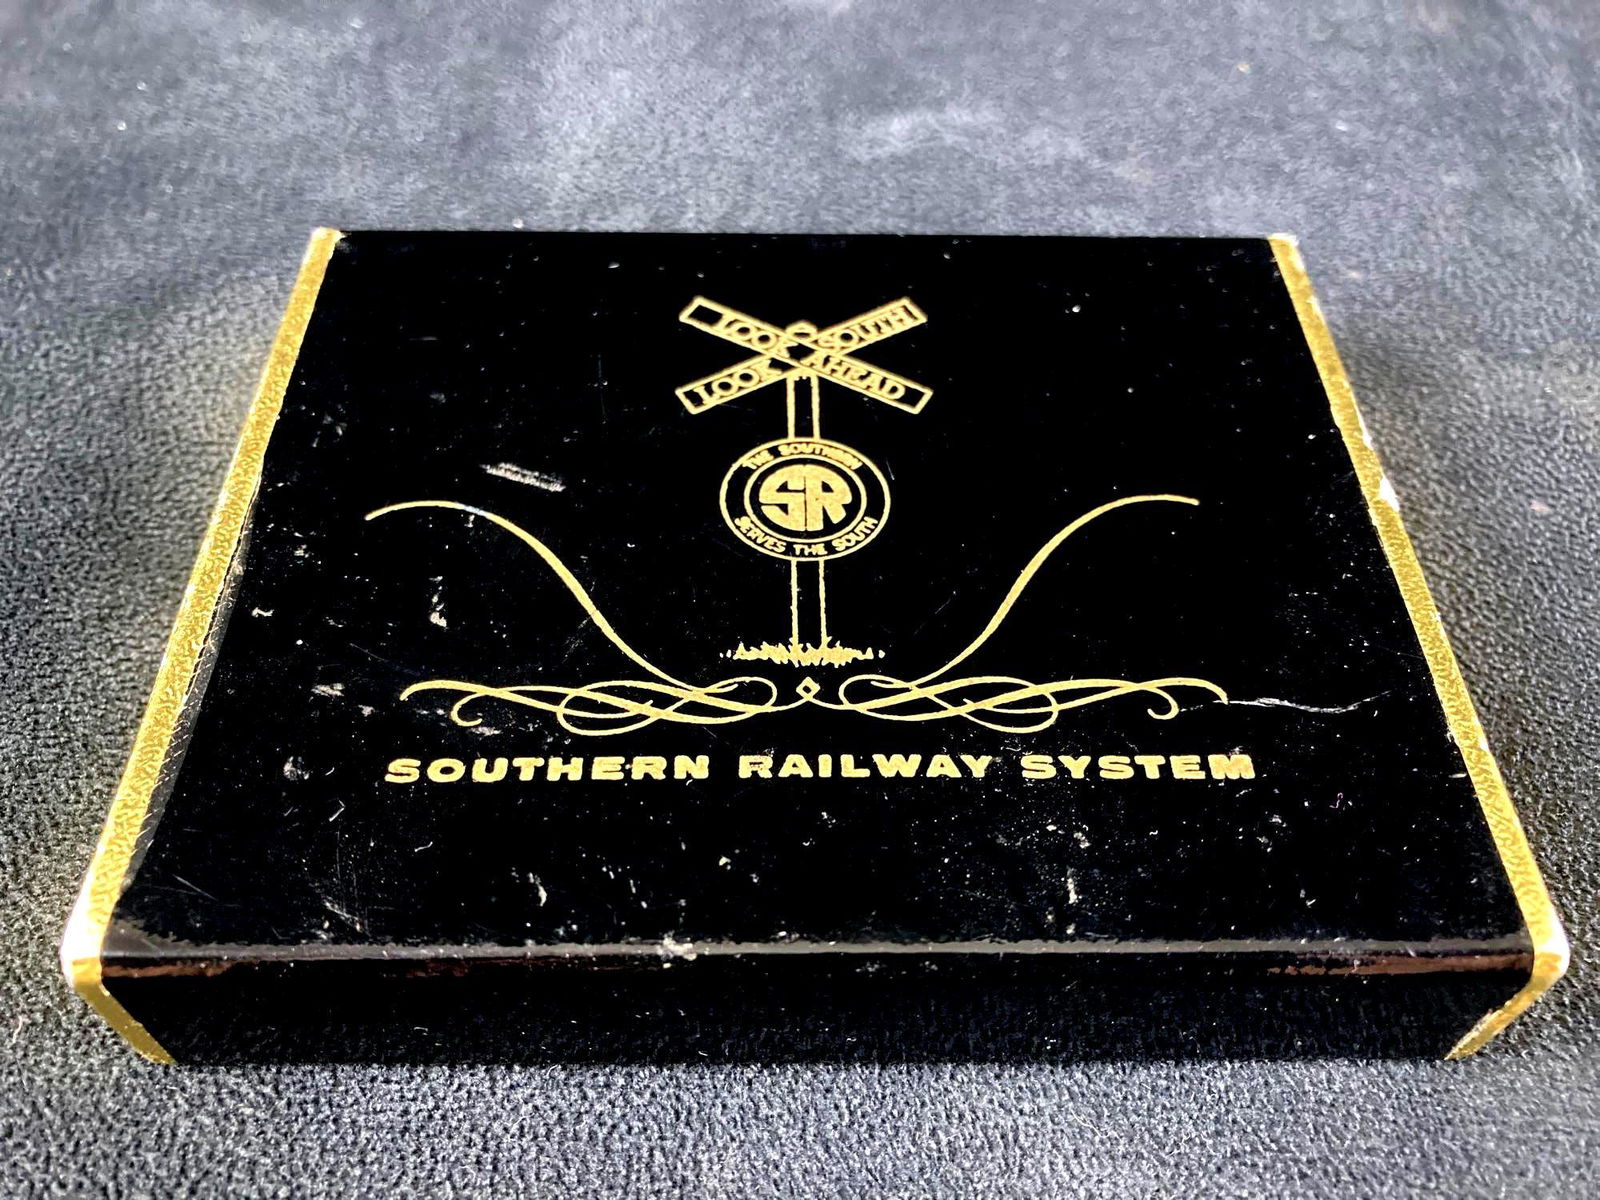 LOOK AHEAD
LOOK SOUTH
THE SOUTHERN
SR
SERVES THE SOUTH
SOUTHERN RAILWAY SYSTEM